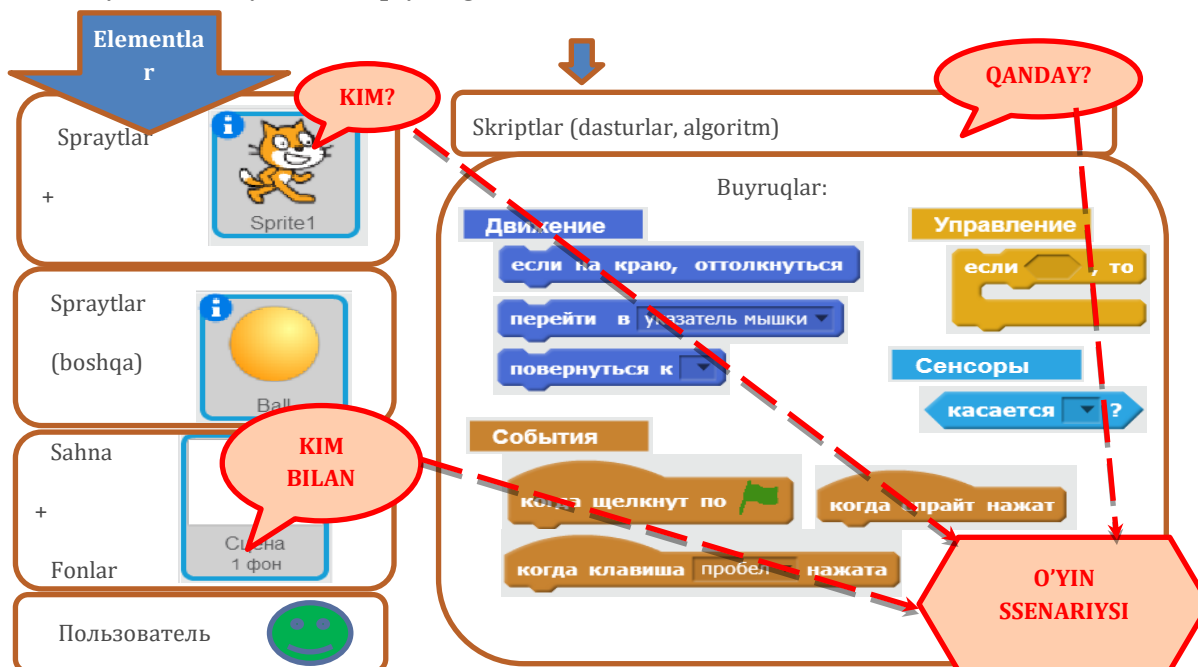 Elementla
r
KIM?
QANDAY?
Spraytlar
+
Sprite1
Skriptlar (dasturlar, algoritm)
Buyruqlar:
Движение
если на краю, оттолкнуться
перейти в указатель мышки
повернуться к
Управление
если , то
Сенсоры
касается ?
Spraytlar
(boshqa)
Ball
События
когда щелкнут по
когда спрайт нажат
когда клавиша пробел нажата
Sahna
+
Fonlar
KIM
BILAN
Сцена
1 фон
Пользователь
O’YIN
SSENARIYSI